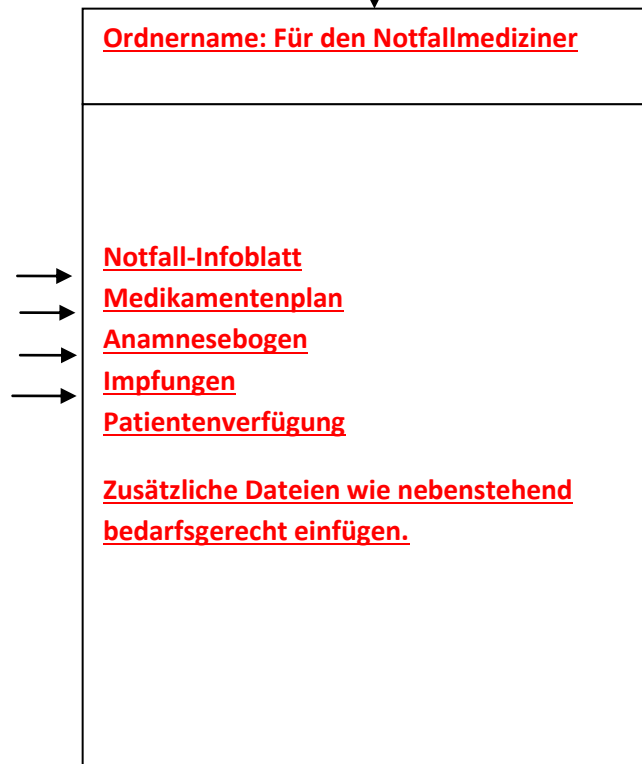 Ordnername: Für den Notfallmediziner
Notfall-Infoblatt
Medikamentenplan
Anamnesebogen
Impfungen
Patientenverfügung
Zusätzliche Dateien wie nebenstehend
bedarfsgerecht einfügen.